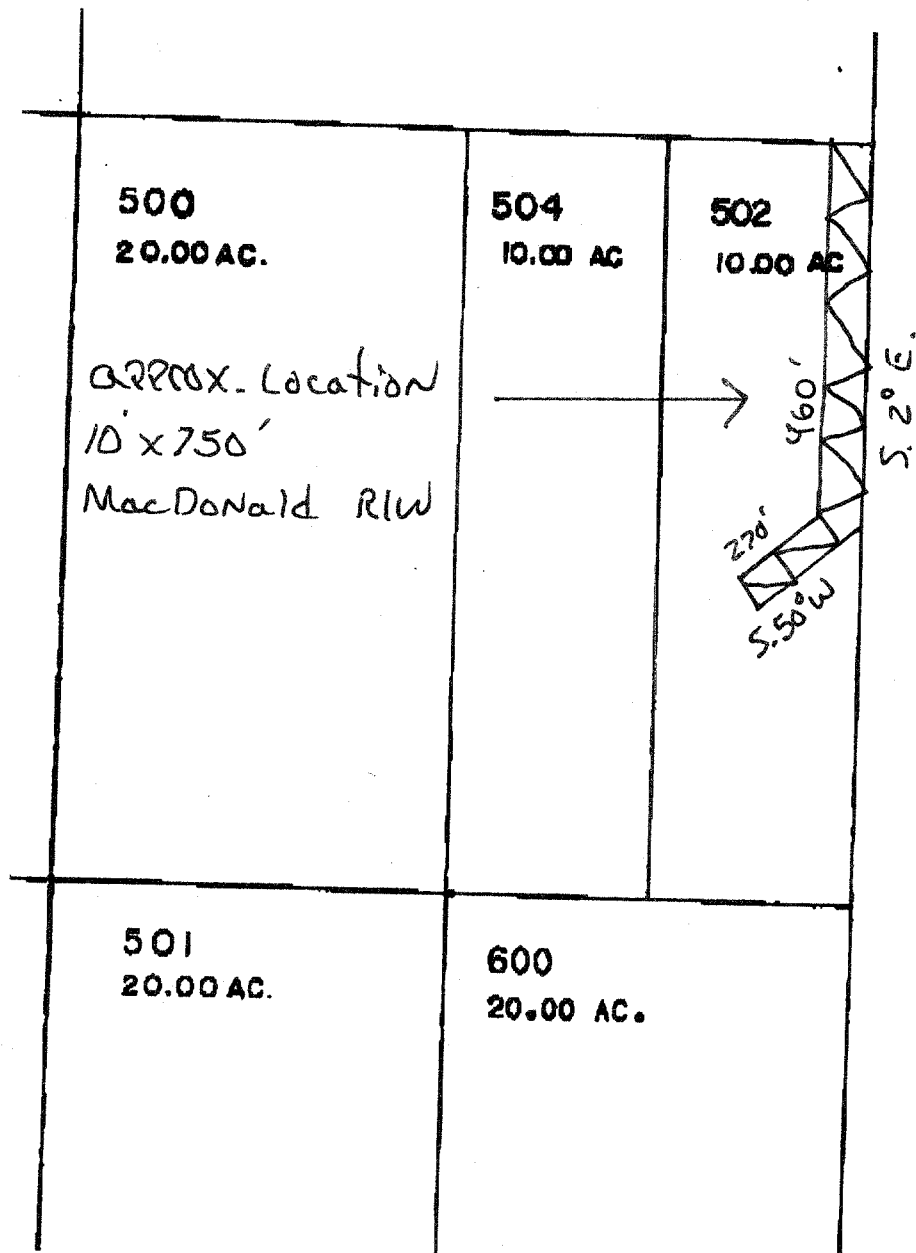 500
20.00 AC.
504
10.00 AC
502
10.00 AC
approx. Location
10' x 750'
MacDonald R/W
460'
S. 2° E.
270'
S. 50° W
501
20.00 AC.
600
20.00 AC.